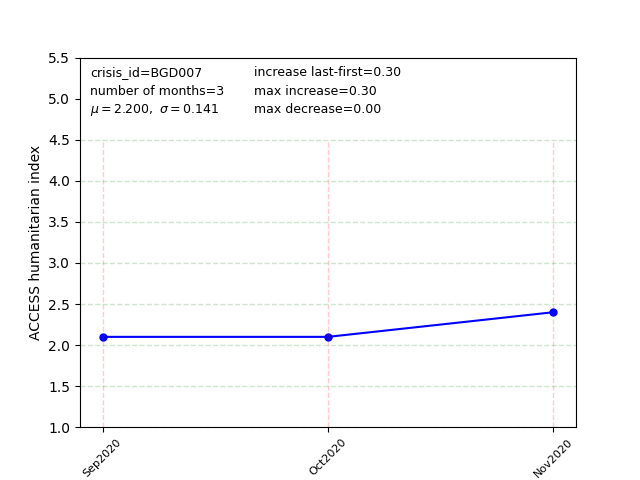 crisis_id=BGD007
number of months=3
μ = 2.200, σ = 0.141
increase last-first=0.30
max increase=0.30
max decrease=0.00
ACCESS humanitarian index
5.5
5.0
4.5
4.0
3.5
3.0
2.5
2.0
1.5
1.0
Sep2020
Oct2020
Nov2020